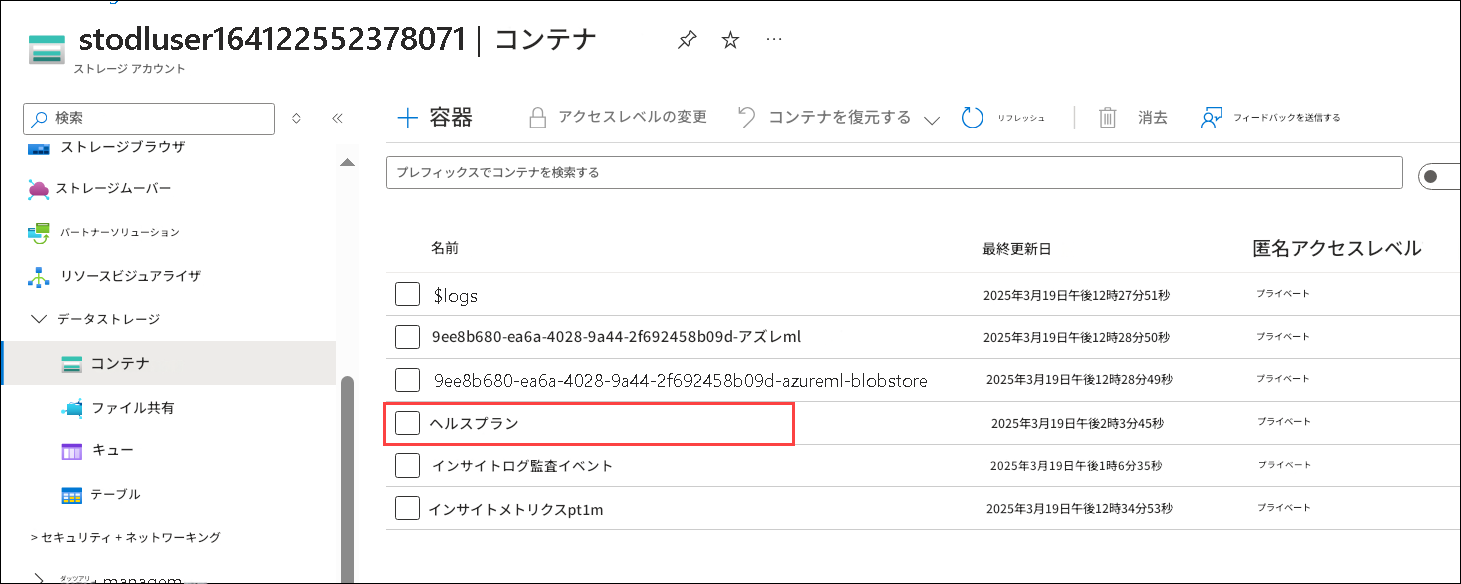 stodluser164122552378071 | コンテナ
ストレージ アカウント
検索
ストレージブラウザ
ストレージムーバー
パートナーソリューション
リソースビジュアライザ
データストレージ
コンテナ
ファイル共有
キュー
テーブル
> セキュリティ + ネットワーキング
managem
+ 容器 アクセスレベルの変更 コンテナを復元する リフレッシュ 消去 フィードバックを送信する
プレフィックスでコンテナを検索する
名前 最終更新日 匿名アクセスレベル
$logs 2025年3月19日午後12時27分51秒 プライベート
9ee8b680-ea6a-4028-9a44-2f692458b09d-アズレml 2025年3月19日午後12時28分50秒 プライベート
9ee8b680-ea6a-4028-9a44-2f692458b09d-azureml-blobstore 2025年3月19日午後12時28分49秒 プライベート
ヘルスプラン 2025年3月19日午後2時3分45秒 プライベート
インサイトログ監査イベント 2025年3月19日午後1時6分35秒 プライベート
インサイトメトリクスpt1m 2025年3月19日午後12時34分53秒 プライベート